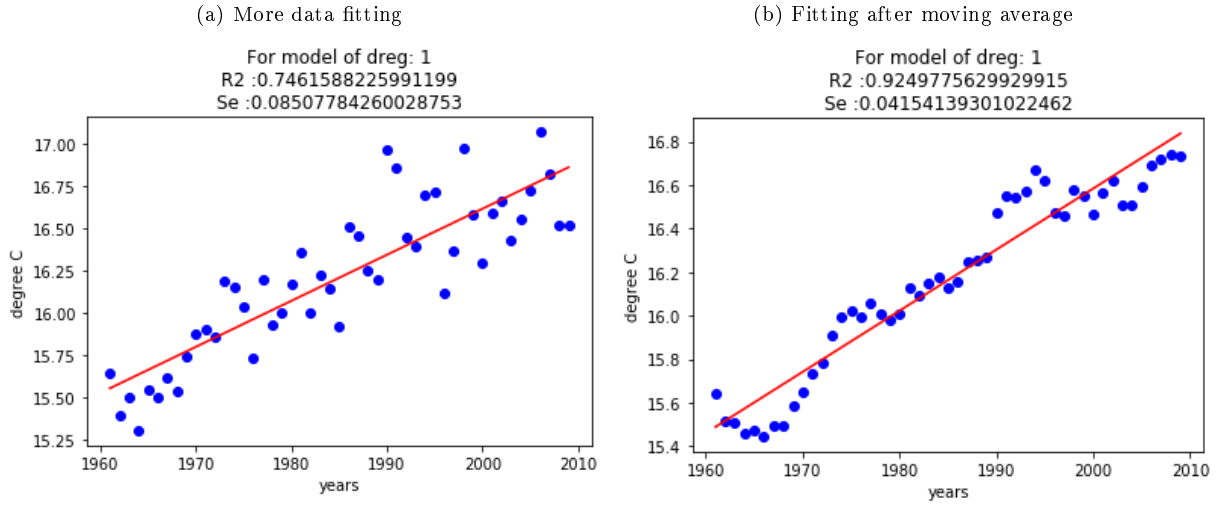 (a) More data fitting
For model of dreg: 1
R2 :0.7461588225991199
Se :0.08507784260028753
17.00
16.75
16.50
16.25
16.00
15.75
15.50
15.25
degree C
1960 1970 1980 1990 2000 2010
years
(b) Fitting after moving average
For model of dreg: 1
R2 :0.9249775629929915
Se :0.04154139301022462
16.8
16.6
16.4
16.2
16.0
15.8
15.6
15.4
degree C
1960 1970 1980 1990 2000 2010
years